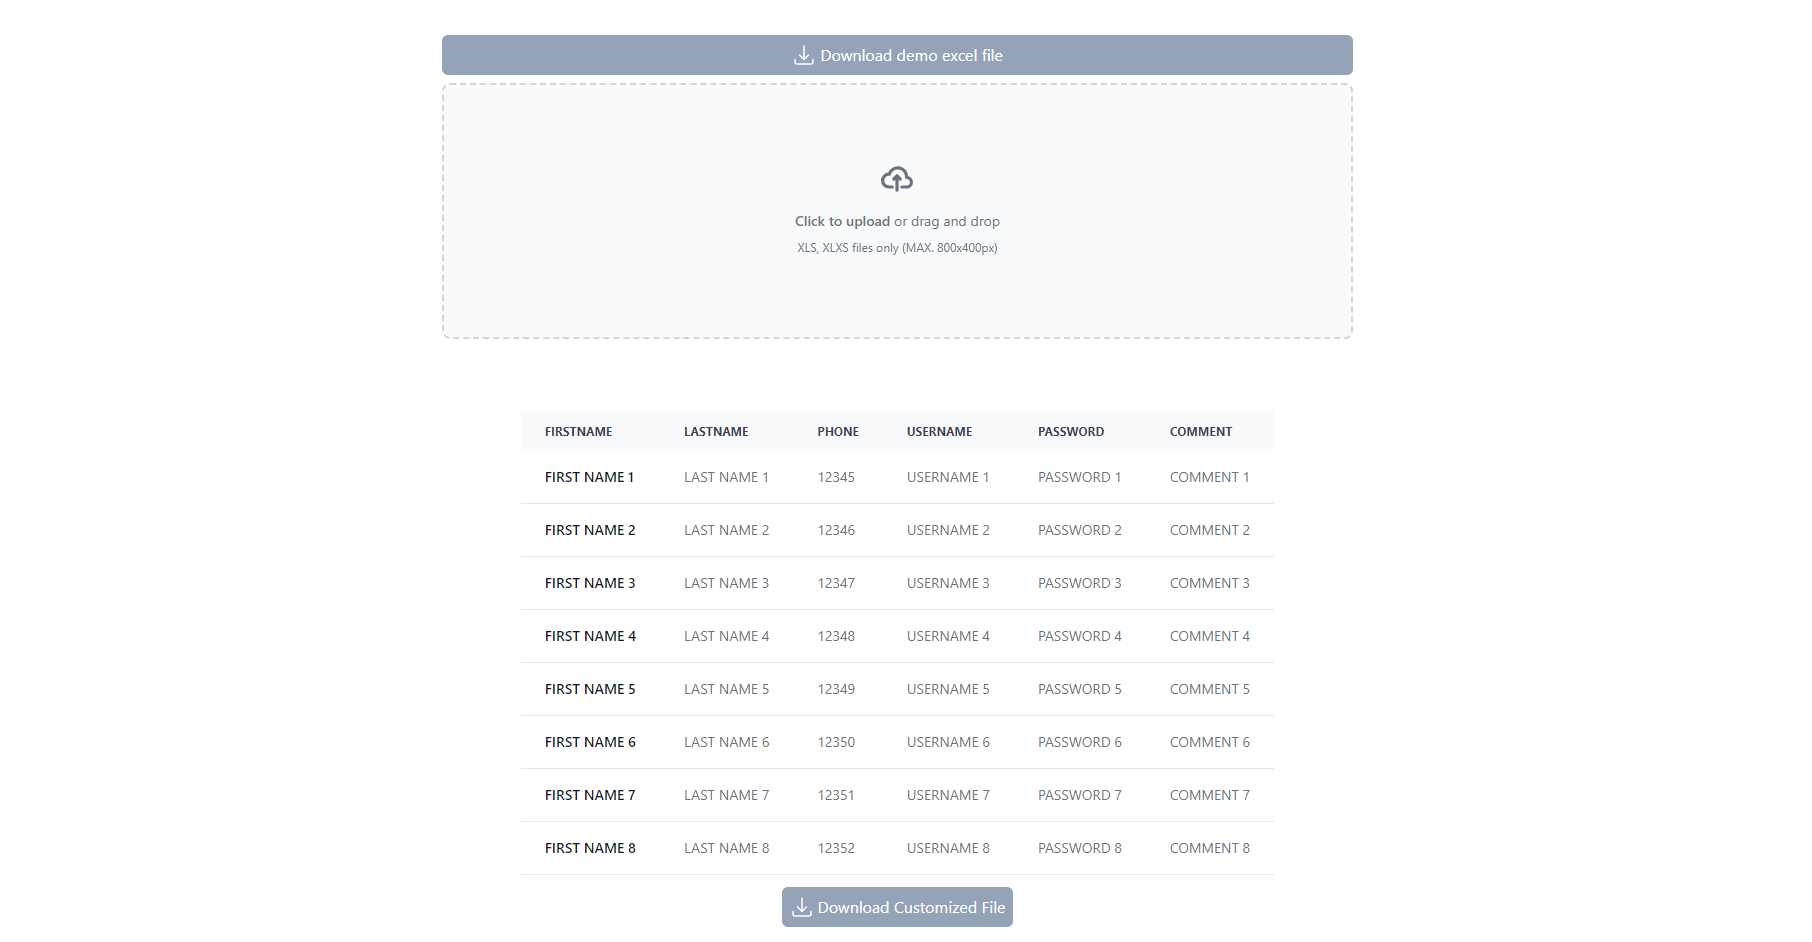 Download demo excel file
Click to upload or drag and drop
XLS, XLXS files only (MAX. 800x400px)
FIRSTNAME LASTNAME PHONE USERNAME PASSWORD COMMENT
FIRST NAME 1 LAST NAME 1 12345 USERNAME 1 PASSWORD 1 COMMENT 1
FIRST NAME 2 LAST NAME 2 12346 USERNAME 2 PASSWORD 2 COMMENT 2
FIRST NAME 3 LAST NAME 3 12347 USERNAME 3 PASSWORD 3 COMMENT 3
FIRST NAME 4 LAST NAME 4 12348 USERNAME 4 PASSWORD 4 COMMENT 4
FIRST NAME 5 LAST NAME 5 12349 USERNAME 5 PASSWORD 5 COMMENT 5
FIRST NAME 6 LAST NAME 6 12350 USERNAME 6 PASSWORD 6 COMMENT 6
FIRST NAME 7 LAST NAME 7 12351 USERNAME 7 PASSWORD 7 COMMENT 7
FIRST NAME 8 LAST NAME 8 12352 USERNAME 8 PASSWORD 8 COMMENT 8
Download Customized File